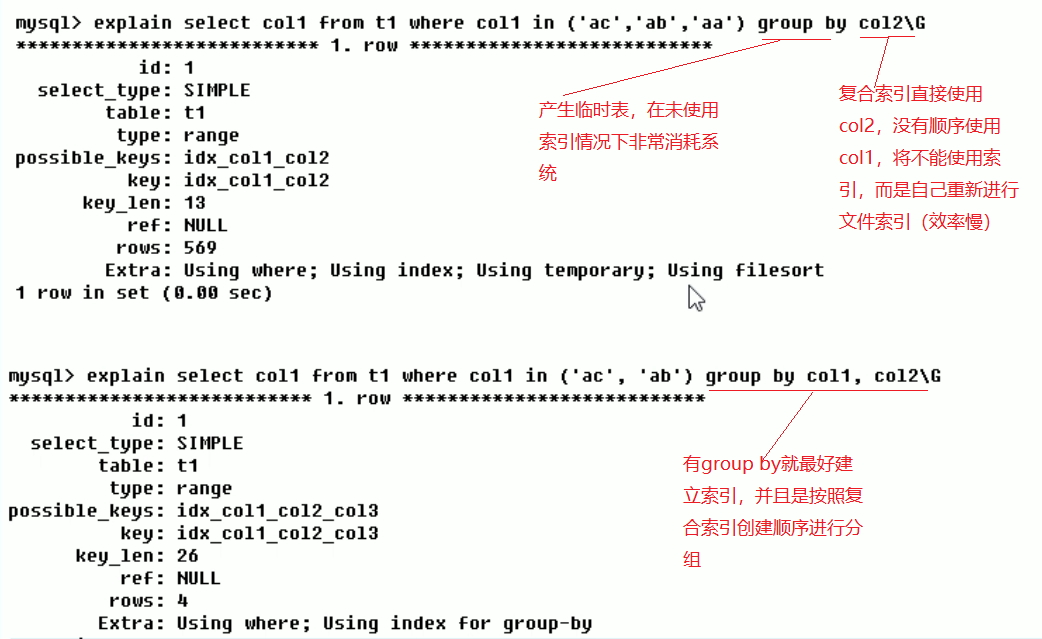 mysql> explain select col1 from t1 where col1 in ('ac','ab','aa') group by col2\G
*************************** 1. row ***************************
id: 1
select_type: SIMPLE
table: t1
type: range
possible_keys: idx_col1_col2
key: idx_col1_col2
key_len: 13
ref: NULL
rows: 569
Extra: Using where; Using index; Using temporary; Using filesort
1 row in set (0.00 sec)
产生临时表，在未使用
索引情况下非常消耗系
统
复合索引直接使用
col2，没有顺序使用
col1，将不能使用索
引，而是自己重新进行
文件索引（效率慢）
mysql> explain select col1 from t1 where col1 in ('ac', 'ab') group by col1, col2\G
*************************** 1. row ***************************
id: 1
select_type: SIMPLE
table: t1
type: range
possible_keys: idx_col1_col2_col3
key: idx_col1_col2_col3
key_len: 26
ref: NULL
rows: 4
Extra: Using where; Using index for group-by
有group by就最好建
立索引，并且是按照复
合索引创建顺序进行分
组